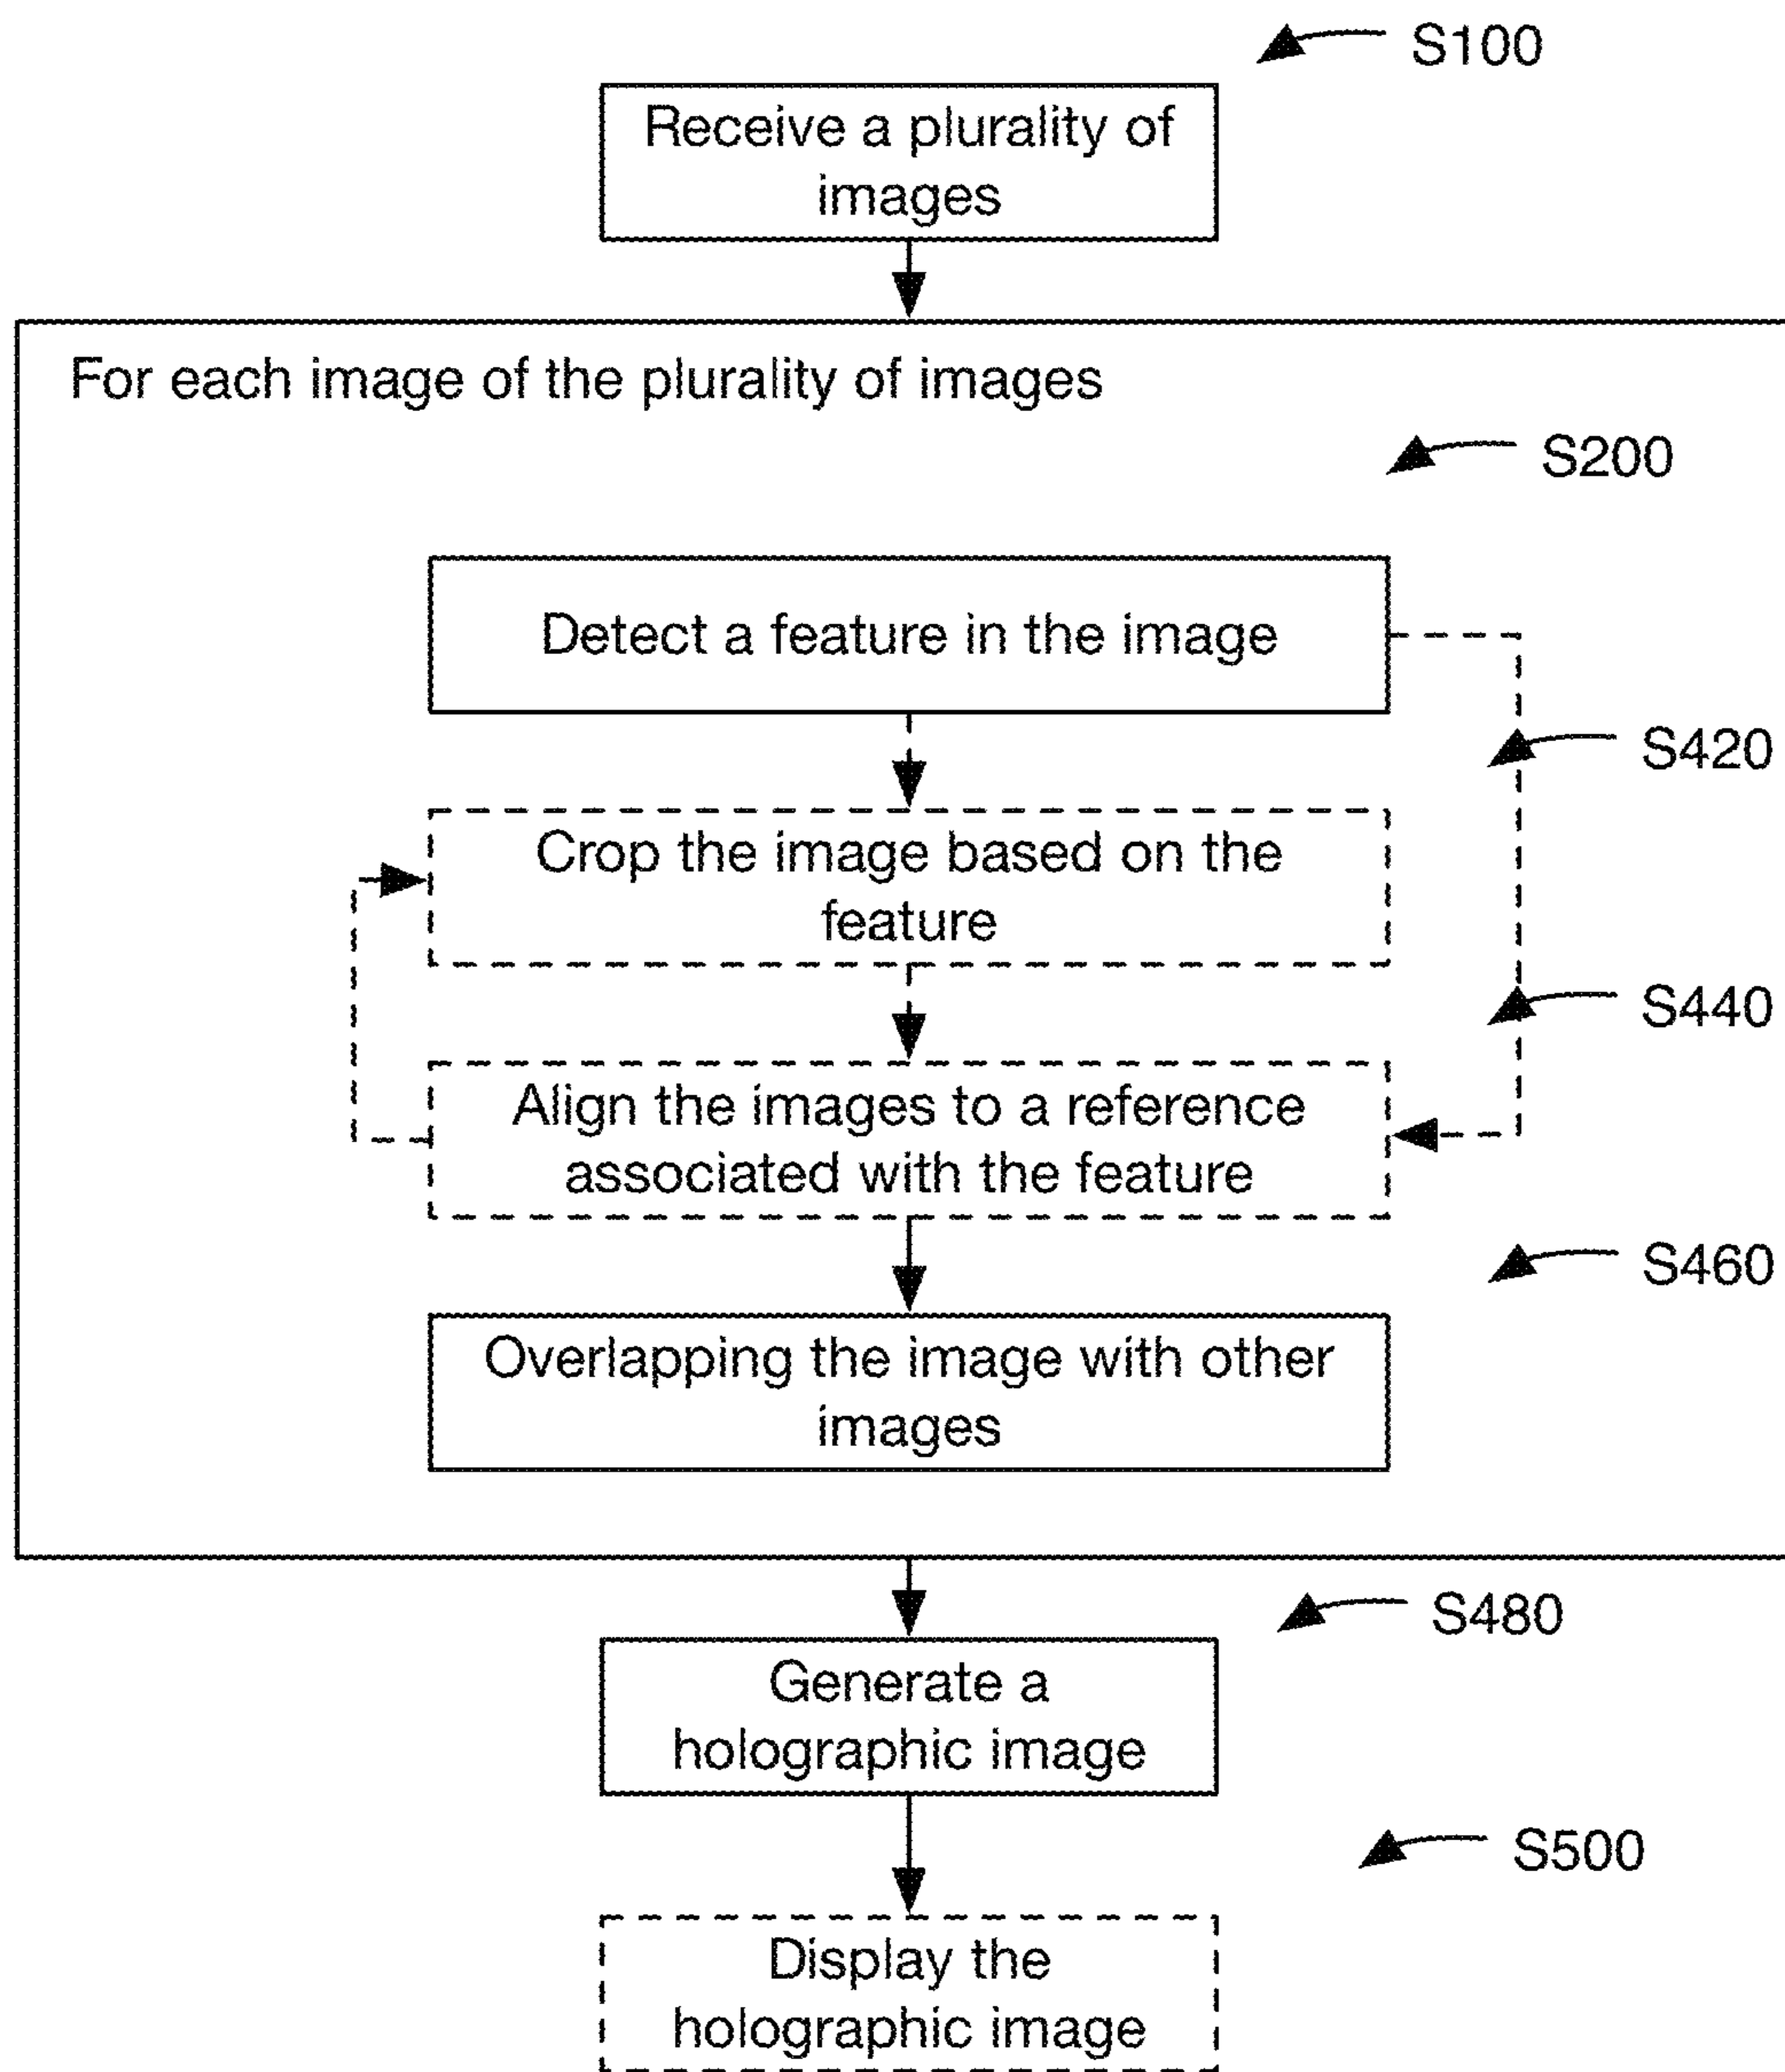 S100
Receive a plurality of
images
For each image of the plurality of images
S200
Detect a feature in the image
S420
Crop the image based on the
feature
S440
Align the images to a reference
associated with the feature
S460
Overlapping the image with other
images
S480
Generate a
holographic image
S500
Display the
holographic image